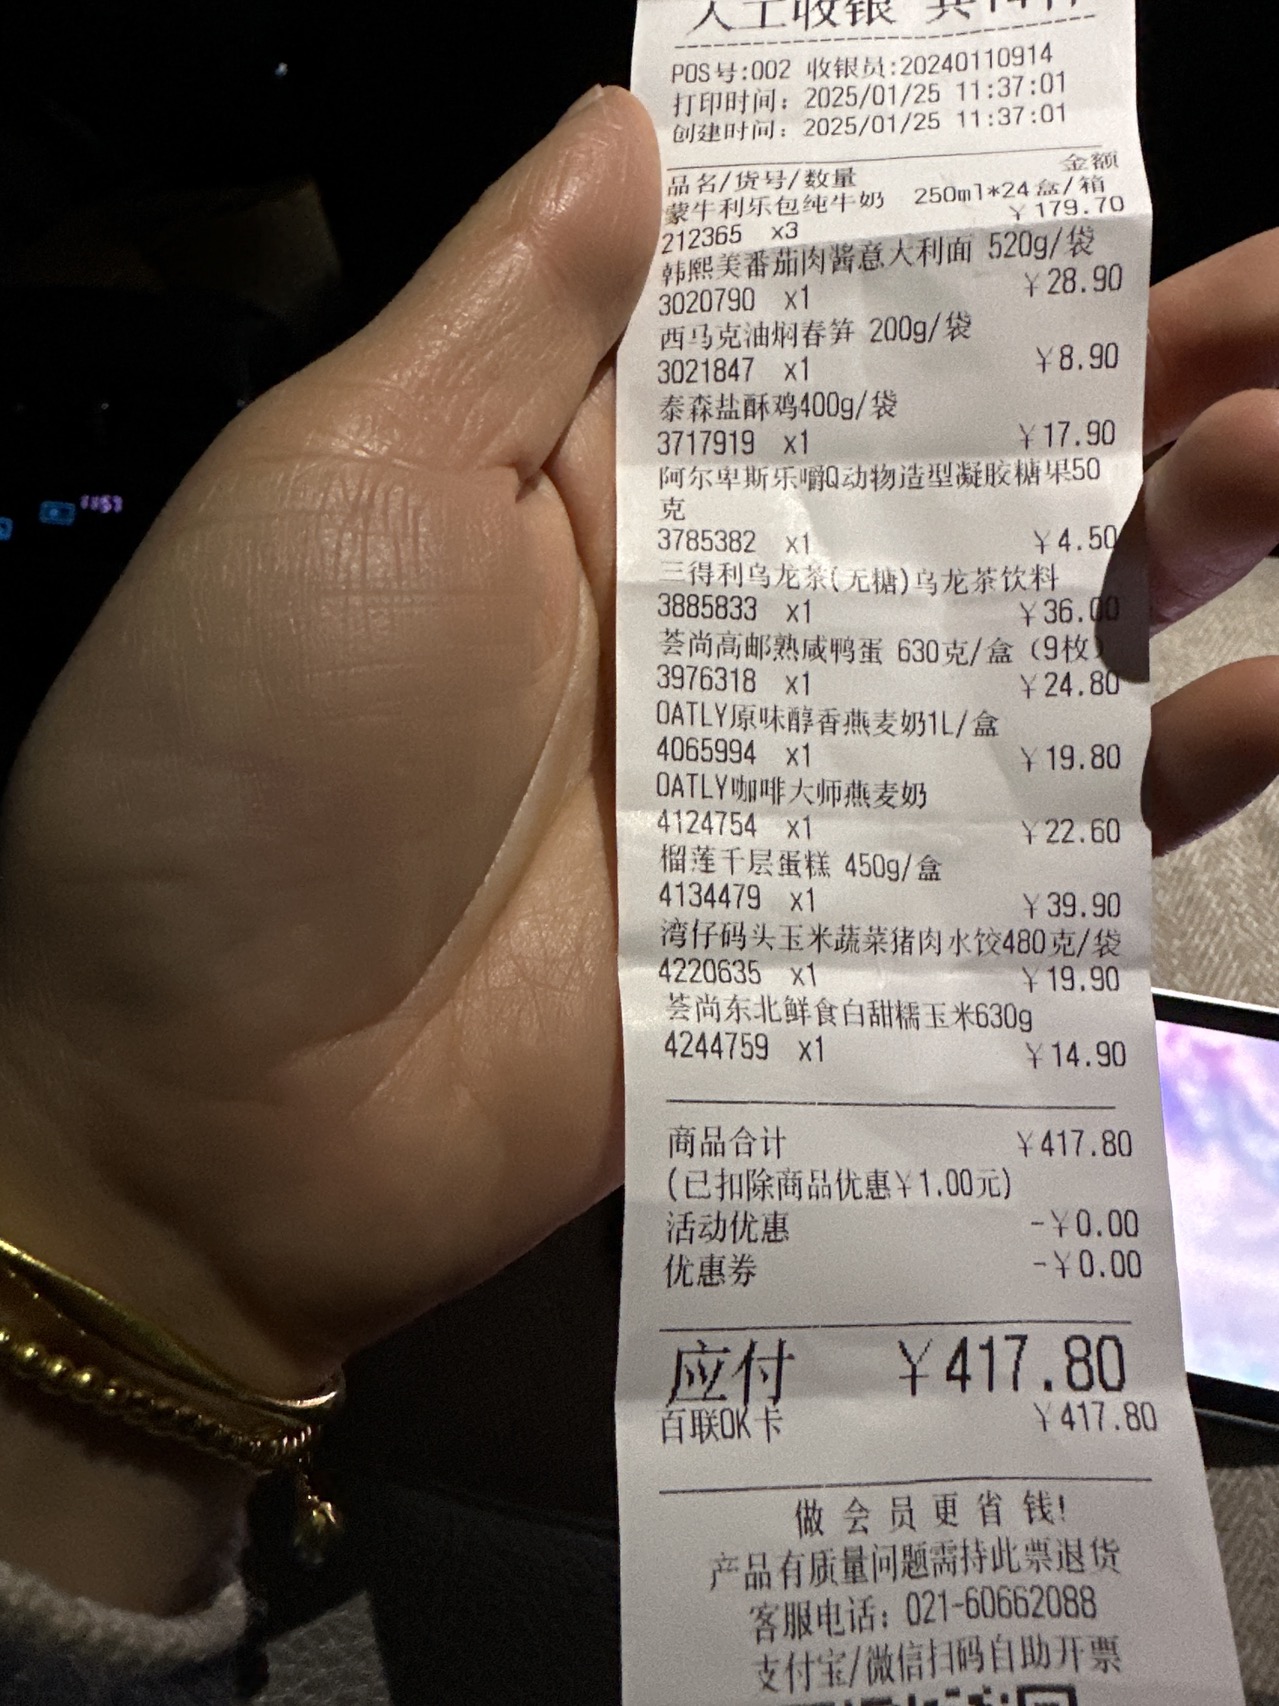 人工收银 共14件
POS号:002 收银员:20240110914
打印时间: 2025/01/25 11:37:01
创建时间: 2025/01/25 11:37:01
品名/货号/数量 金额
蒙牛利乐包纯牛奶 250ml*24盒/箱
212365 x3 ¥179.70
韩熙美番茄肉酱意大利面 520g/袋
3020790 x1 ¥28.90
西马克油焖春笋 200g/袋
3021847 x1 ¥8.90
泰森盐酥鸡400g/袋
3717919 x1 ¥17.90
阿尔卑斯乐嚼Q动物造型凝胶糖果50
克
3785382 x1 ¥4.50
三得利乌龙茶(无糖)乌龙茶饮料
3885833 x1 ¥36.00
荟尚高邮熟咸鸭蛋 630克/盒（9枚）
3976318 x1 ¥24.80
OATLY原味醇香燕麦奶1L/盒
4065994 x1 ¥19.80
OATLY咖啡大师燕麦奶
4124754 x1 ¥22.60
榴莲千层蛋糕 450g/盒
4134479 x1 ¥39.90
湾仔码头玉米蔬菜猪肉水饺480克/袋
4220635 x1 ¥19.90
荟尚东北鲜食白甜糯玉米630g
4244759 x1 ¥14.90
商品合计 ¥417.80
(已扣除商品优惠¥1.00元)
活动优惠 -¥0.00
优惠券 -¥0.00
应付 ¥417.80
百联OK卡 ¥417.80
做会员更省钱!
产品有质量问题需持此票退货
客服电话: 021-60662088
支付宝/微信扫码自助开票